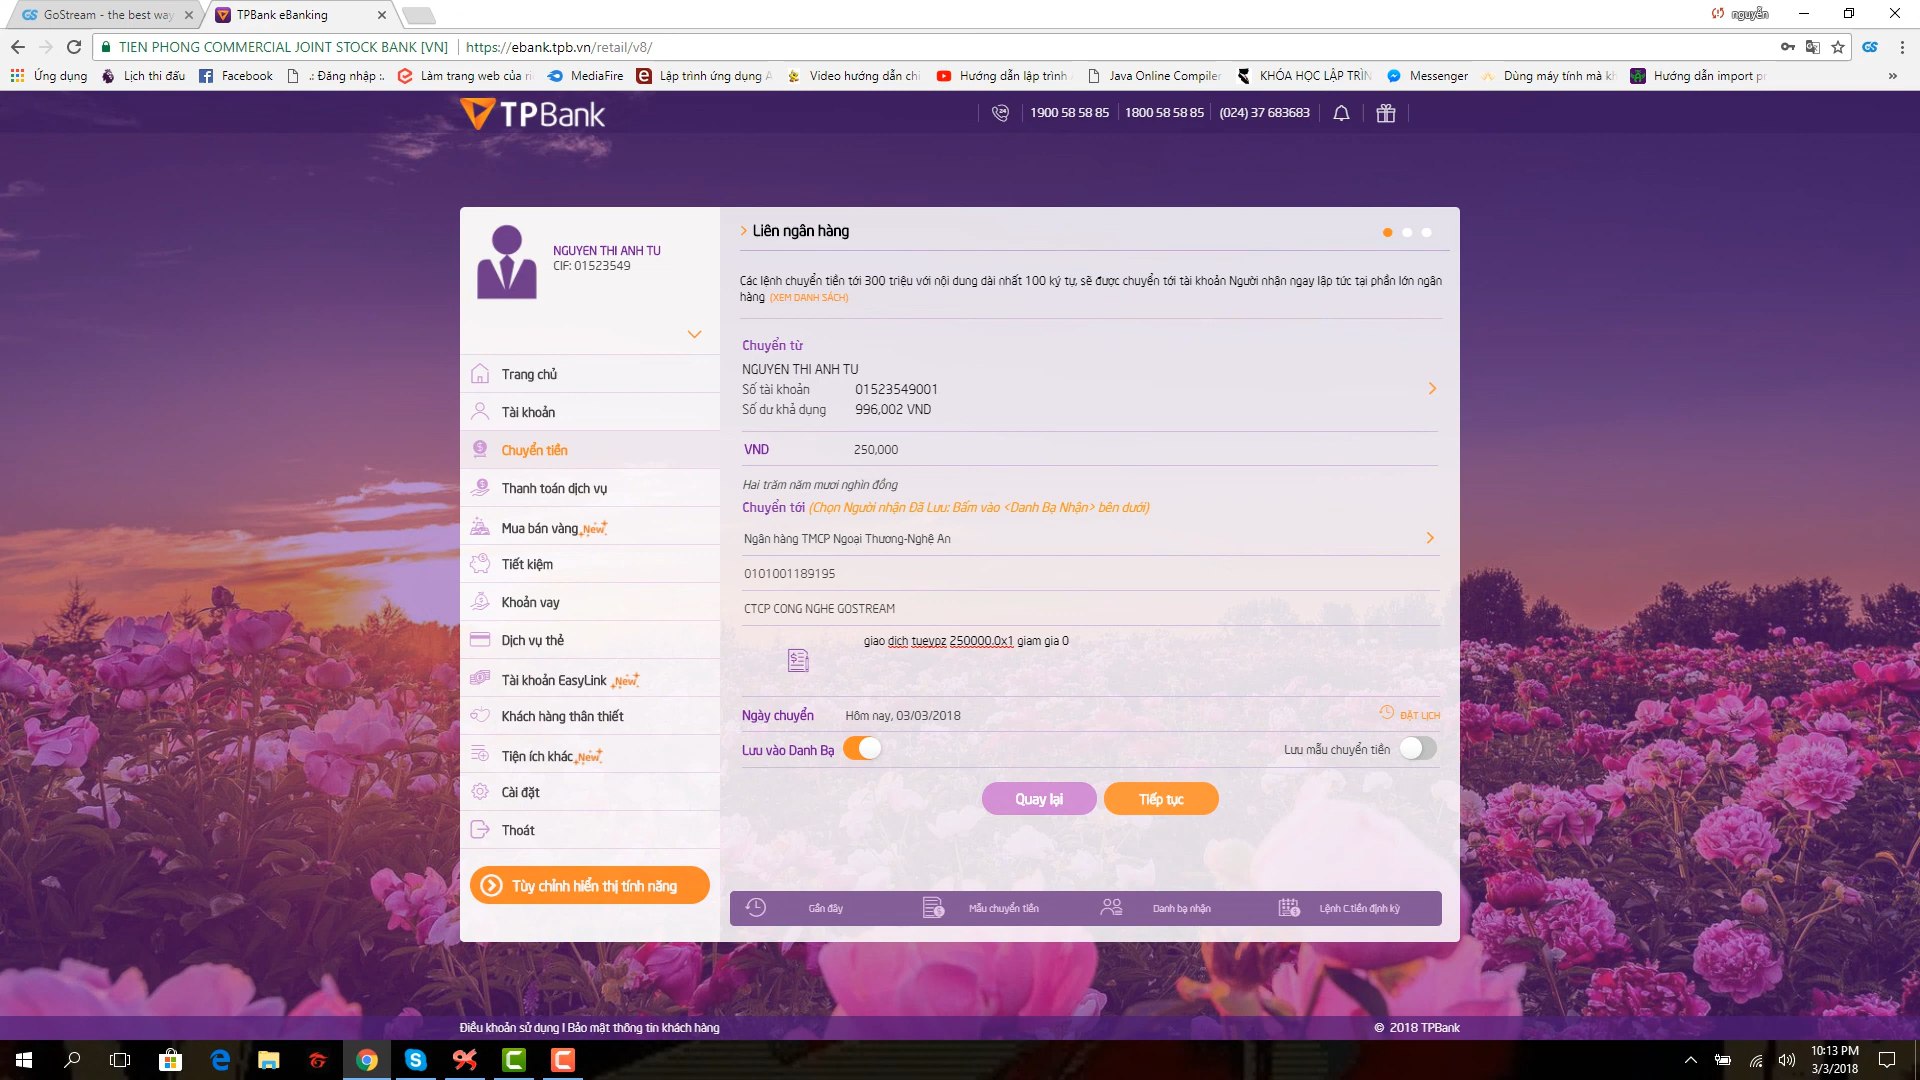 GoStream - the best way
TPBank eBanking
nguyễn
TIEN PHONG COMMERCIAL JOINT STOCK BANK [VN]
https://ebank.tpb.vn/retail/v8/
Ứng dụng
Lịch thi đấu
Facebook
.: Đăng nhập :.
Làm trang web của ri
MediaFire
Lập trình ứng dụng A
Video hướng dẫn chi
Hướng dẫn lập trình
Java Online Compiler
KHÓA HỌC LẬP TRÌN
Messenger
Dùng máy tính mà kh
Hướng dẫn import pr
»
TPBank
1900 58 58 85
1800 58 58 85
(024) 37 683683
NGUYEN THI ANH TU
CIF: 01523549
Trang chủ
Tài khoản
Chuyển tiền
Thanh toán dịch vụ
Mua bán vàng New
Tiết kiệm
Khoản vay
Dịch vụ thẻ
Tài khoản EasyLink New
Khách hàng thân thiết
Tiện ích khác New
Cài đặt
Thoát
Tùy chỉnh hiển thị tính năng
Liên ngân hàng
Các lệnh chuyển tiền tới 300 triệu với nội dung dài nhất 100 ký tự, sẽ được chuyển tới tài khoản Người nhận ngay lập tức tại phần lớn ngân
hàng (XEM DANH SÁCH)
Chuyển từ
NGUYEN THI ANH TU
Số tài khoản 01523549001
Số dư khả dụng 996,002 VND
VND 250,000
Hai trăm năm mươi nghìn đồng
Chuyển tới (Chọn Người nhận Đã Lưu: Bấm vào <Danh Bạ Nhận> bên dưới)
Ngân hàng TMCP Ngoại Thương-Nghệ An
0101001189195
CTCP CONG NGHE GOSTREAM
giao dich tueypz 250000.0x1 giam gia 0
Ngày chuyển Hôm nay, 03/03/2018
ĐẶT LỊCH
Lưu vào Danh Bạ
Lưu mẫu chuyển tiền
Quay lại
Tiếp tục
Gần đây
Mẫu chuyển tiền
Danh bạ nhận
Lệnh C.tiền định kỳ
Điều khoản sử dụng I Bảo mật thông tin khách hàng
© 2018 TPBank
10:13 PM
3/3/2018